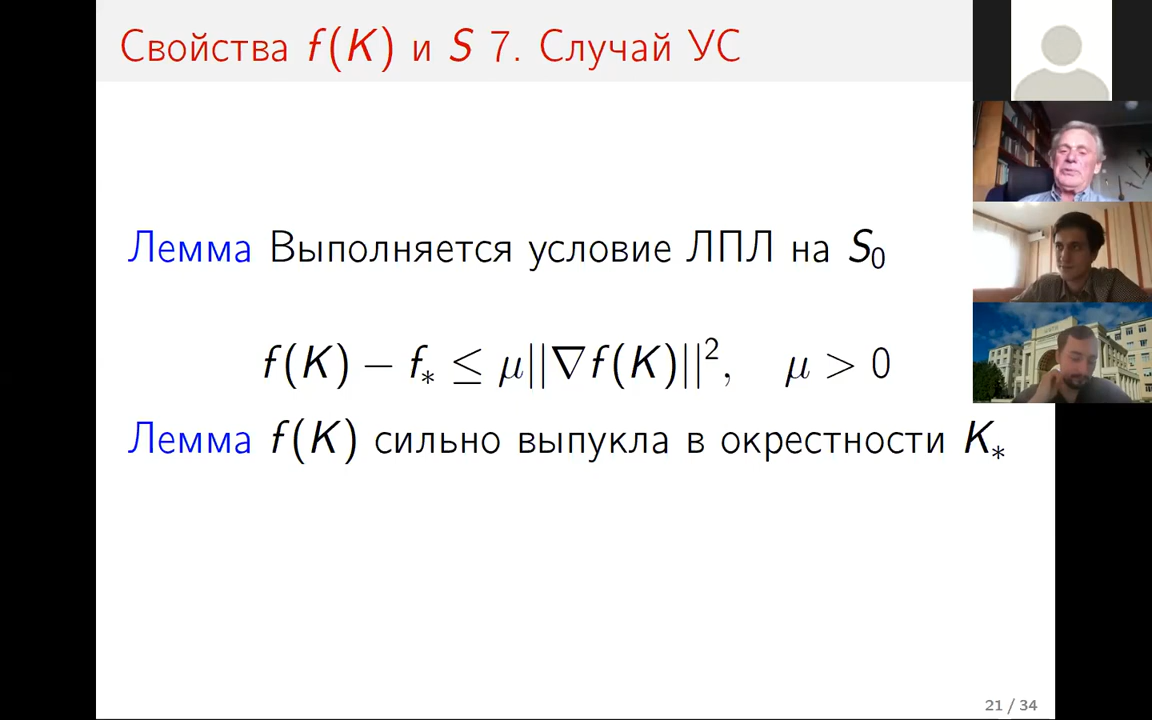 Свойства f(K) и S 7. Случай УС
Лемма Выполняется условие ЛПЛ на S₀
f(K) − f∗ ≤ μ||∇f(K)||², μ > 0
Лемма f(K) сильно выпукла в окрестности K∗
21 / 34